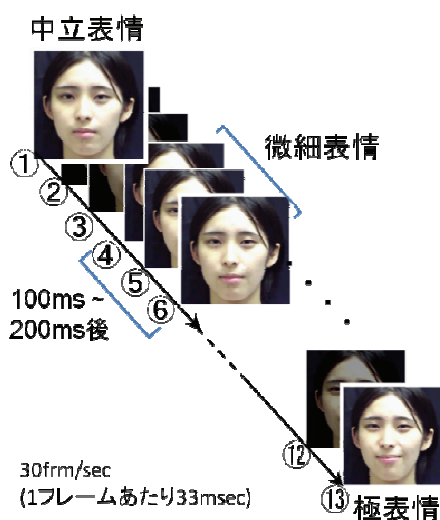 中立表情
微細表情
①
②
③
④
⑤
⑥
100ms ~
200ms後
⑫
⑬
極表情
30frm/sec
(1フレームあたり33msec)